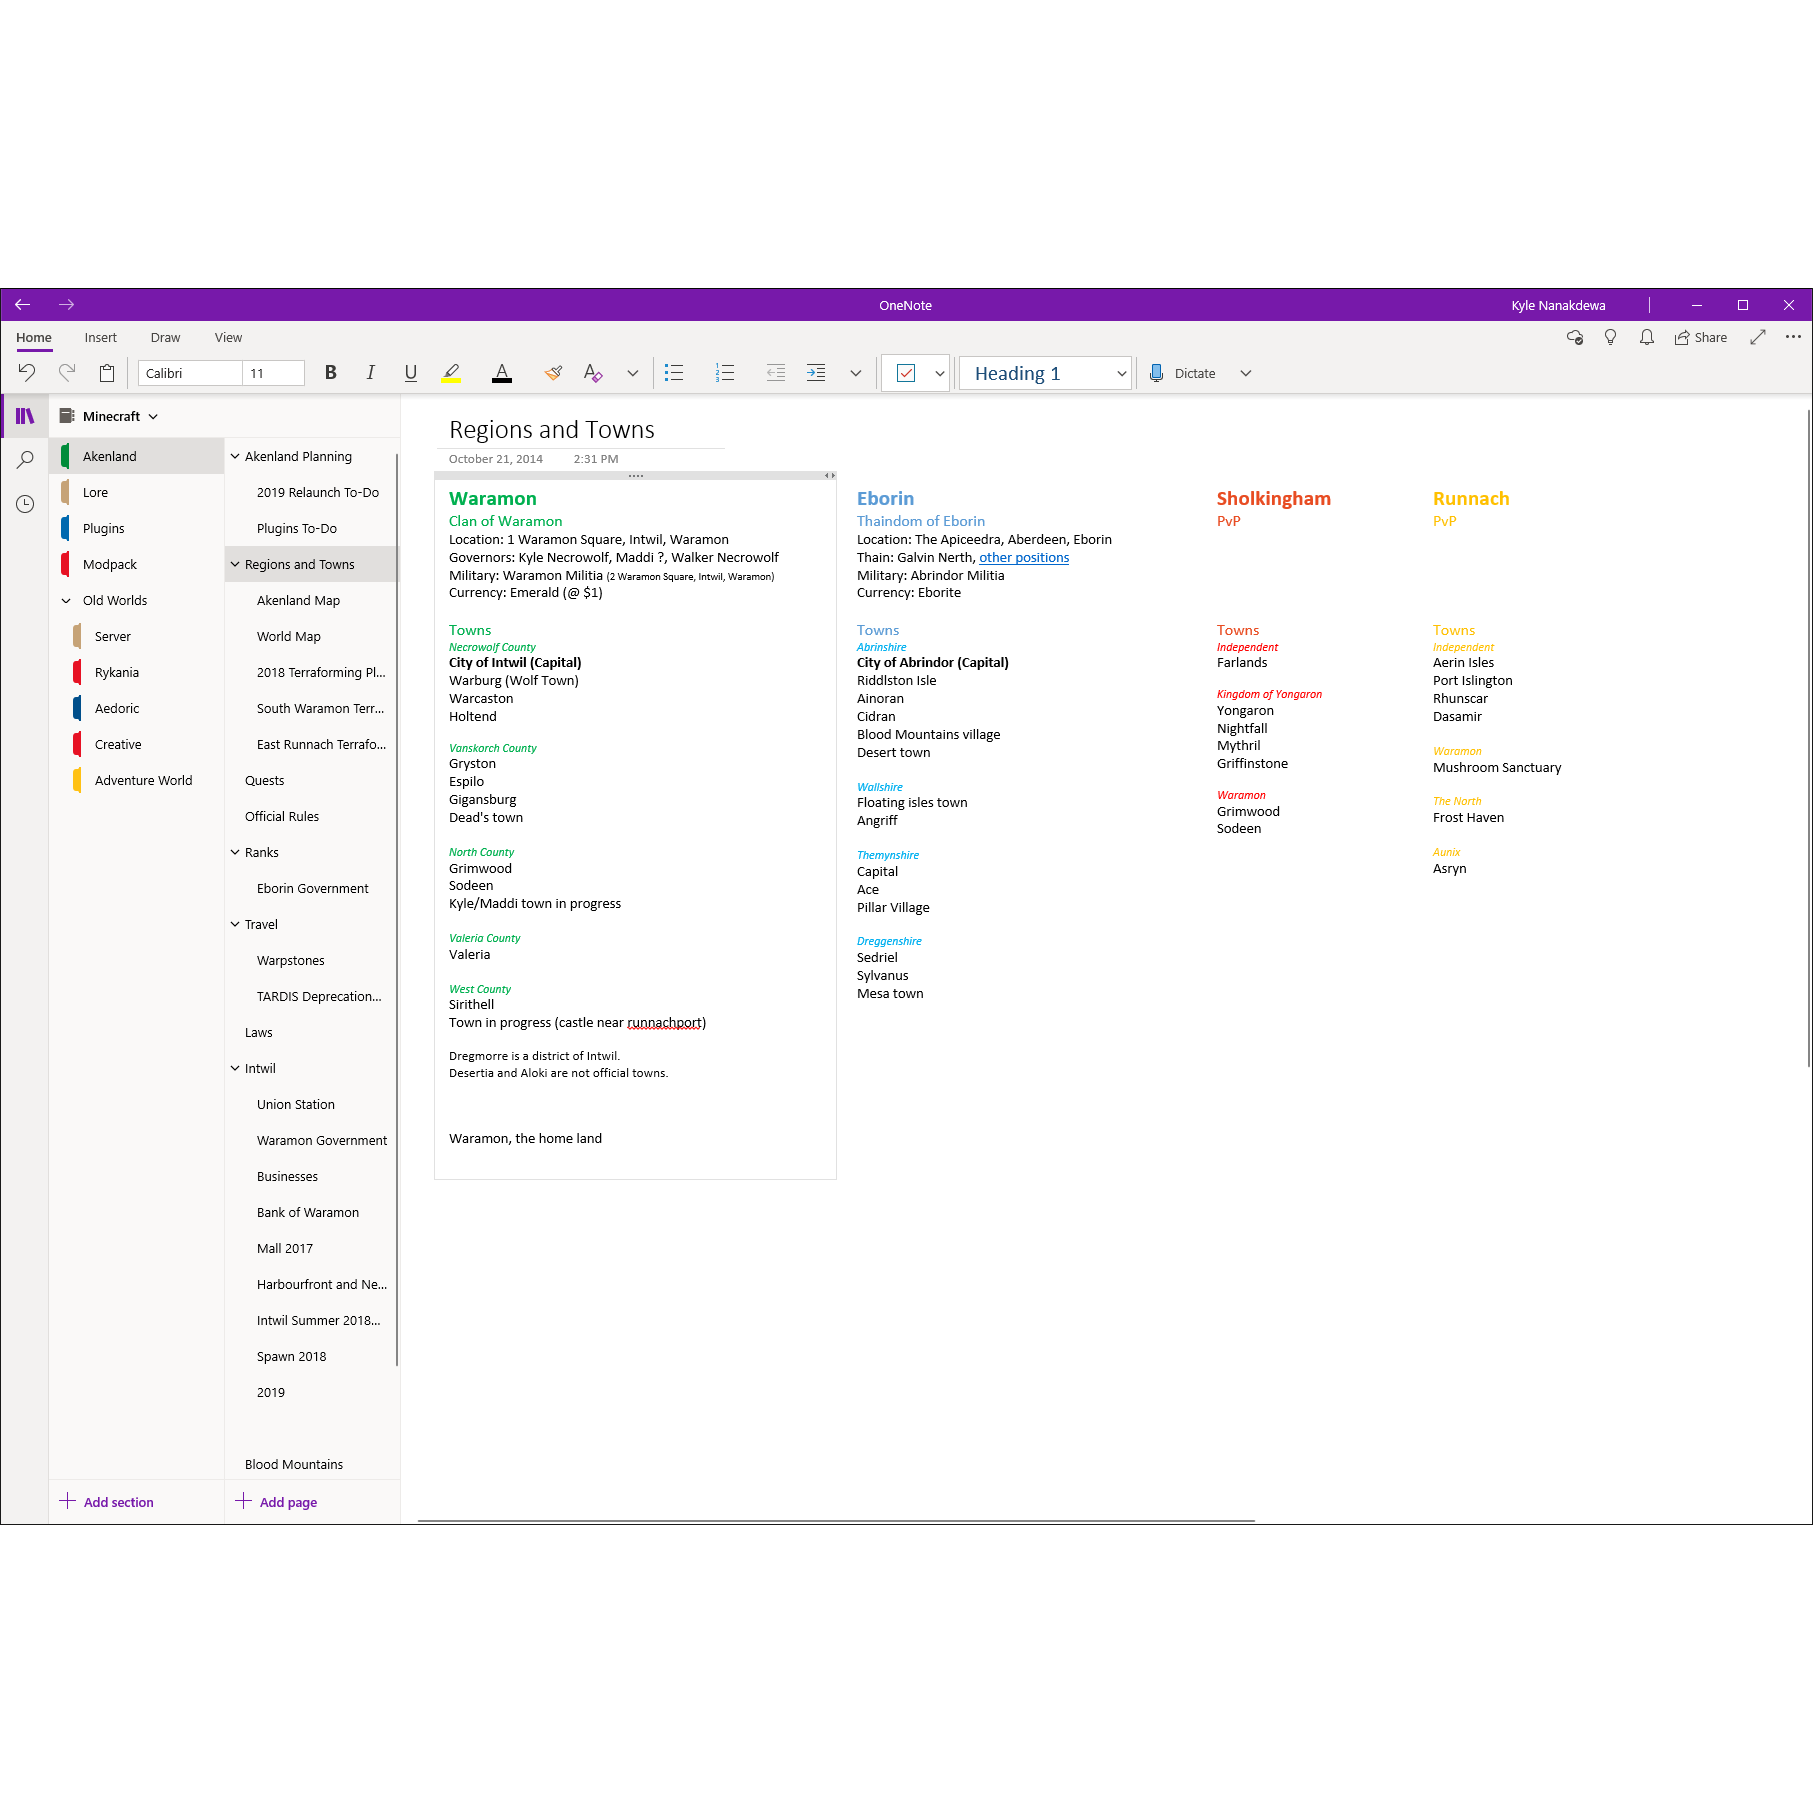 OneNote
Kyle Nanakdewa
Home
Insert
Draw
View
Share
Calibri
11
B
I
U
A
A
Heading 1
Dictate
Minecraft
Akenland
Lore
Plugins
Modpack
Old Worlds
Server
Rykania
Aedoric
Creative
Adventure World
Add section
Akenland Planning
2019 Relaunch To-Do
Plugins To-Do
Regions and Towns
Akenland Map
World Map
2018 Terraforming Pl...
South Waramon Terr...
East Runnach Terrafo...
Quests
Official Rules
Ranks
Eborin Government
Travel
Warpstones
TARDIS Deprecation...
Laws
Intwil
Union Station
Waramon Government
Businesses
Bank of Waramon
Mall 2017
Harbourfront and Ne...
Intwil Summer 2018...
Spawn 2018
2019
Blood Mountains
Add page
Regions and Towns
October 21, 2014 2:31 PM
Waramon
Clan of Waramon
Location: 1 Waramon Square, Intwil, Waramon
Governors: Kyle Necrowolf, Maddi ?, Walker Necrowolf
Military: Waramon Militia (2 Waramon Square, Intwil, Waramon)
Currency: Emerald (@ $1)
Towns
Necrowolf County
City of Intwil (Capital)
Warburg (Wolf Town)
Warcaston
Holtend
Vanskorch County
Gryston
Espilo
Gigansburg
Dead's town
North County
Grimwood
Sodeen
Kyle/Maddi town in progress
Valeria County
Valeria
West County
Sirithell
Town in progress (castle near runnachport)
Dregmorre is a district of Intwil.
Desertia and Aloki are not official towns.
Waramon, the home land
Eborin
Thaindom of Eborin
Location: The Apiceedra, Aberdeen, Eborin
Thain: Galvin Nerth, other positions
Military: Abrindor Militia
Currency: Eborite
Towns
Abrinshire
City of Abrindor (Capital)
Riddlston Isle
Ainoran
Cidran
Blood Mountains village
Desert town
Wallshire
Floating isles town
Angriff
Themynshire
Capital
Ace
Pillar Village
Dreggenshire
Sedriel
Sylvanus
Mesa town
Sholkingham
PvP
Towns
Independent
Farlands
Kingdom of Yongaron
Yongaron
Nightfall
Mythril
Griffinstone
Waramon
Grimwood
Sodeen
Runnach
PvP
Towns
Independent
Aerin Isles
Port Islington
Rhunscar
Dasamir
Waramon
Mushroom Sanctuary
The North
Frost Haven
Aunix
Asryn